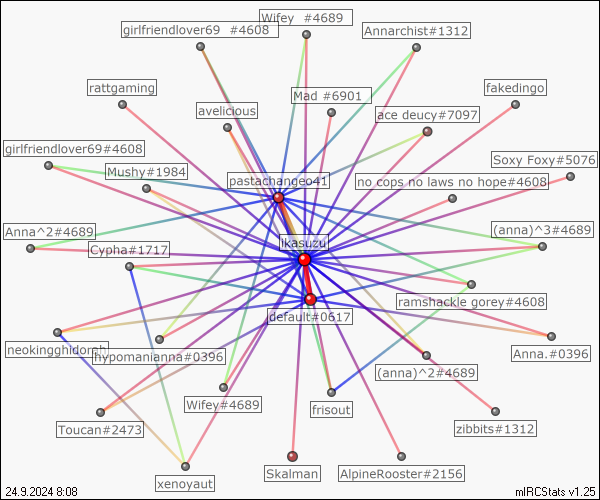 Wifey #4689
girlfriendlover69 #4608
Annarchist#1312
rattgaming
fakedingo
Mad #6901
avelicious
ace deucy#7097
girlfriendlover69#4608
Soxy Foxy#5076
Mushy#1984
pastachangeo41
no cops no laws no hope#4608
Anna^2#4689
(anna)^3#4689
ikasuzu
Cypha#1717
ramshackle gorey#4608
default#0617
neokingghidorah
hypomanianna#0396
Anna.#0396
(anna)^2#4689
Wifey#4689
frisout
Toucan#2473
zibbits#1312
Skalman
AlpineRooster#2156
xenoyaut
24.9.2024 8:08
mIRCStats v1.25